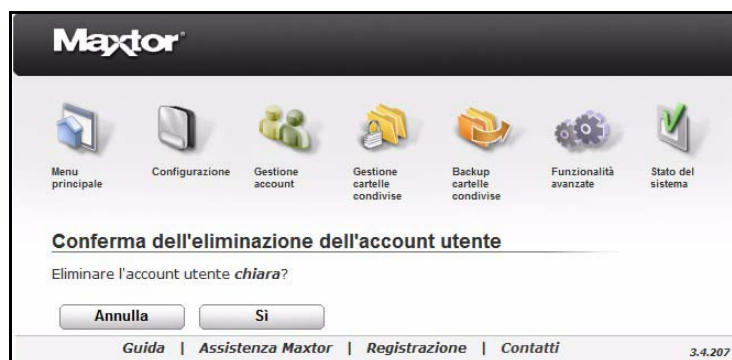 Maxtor
Menu principale
Configurazione
Gestione account
Gestione cartelle condivise
Backup cartelle condivise
Funzionalità avanzate
Stato del sistema
Conferma dell'eliminazione dell'account utente
Eliminare l'account utente chiara?
Annulla Sì
Guida | Assistenza Maxtor | Registrazione | Contatti 3.4.207